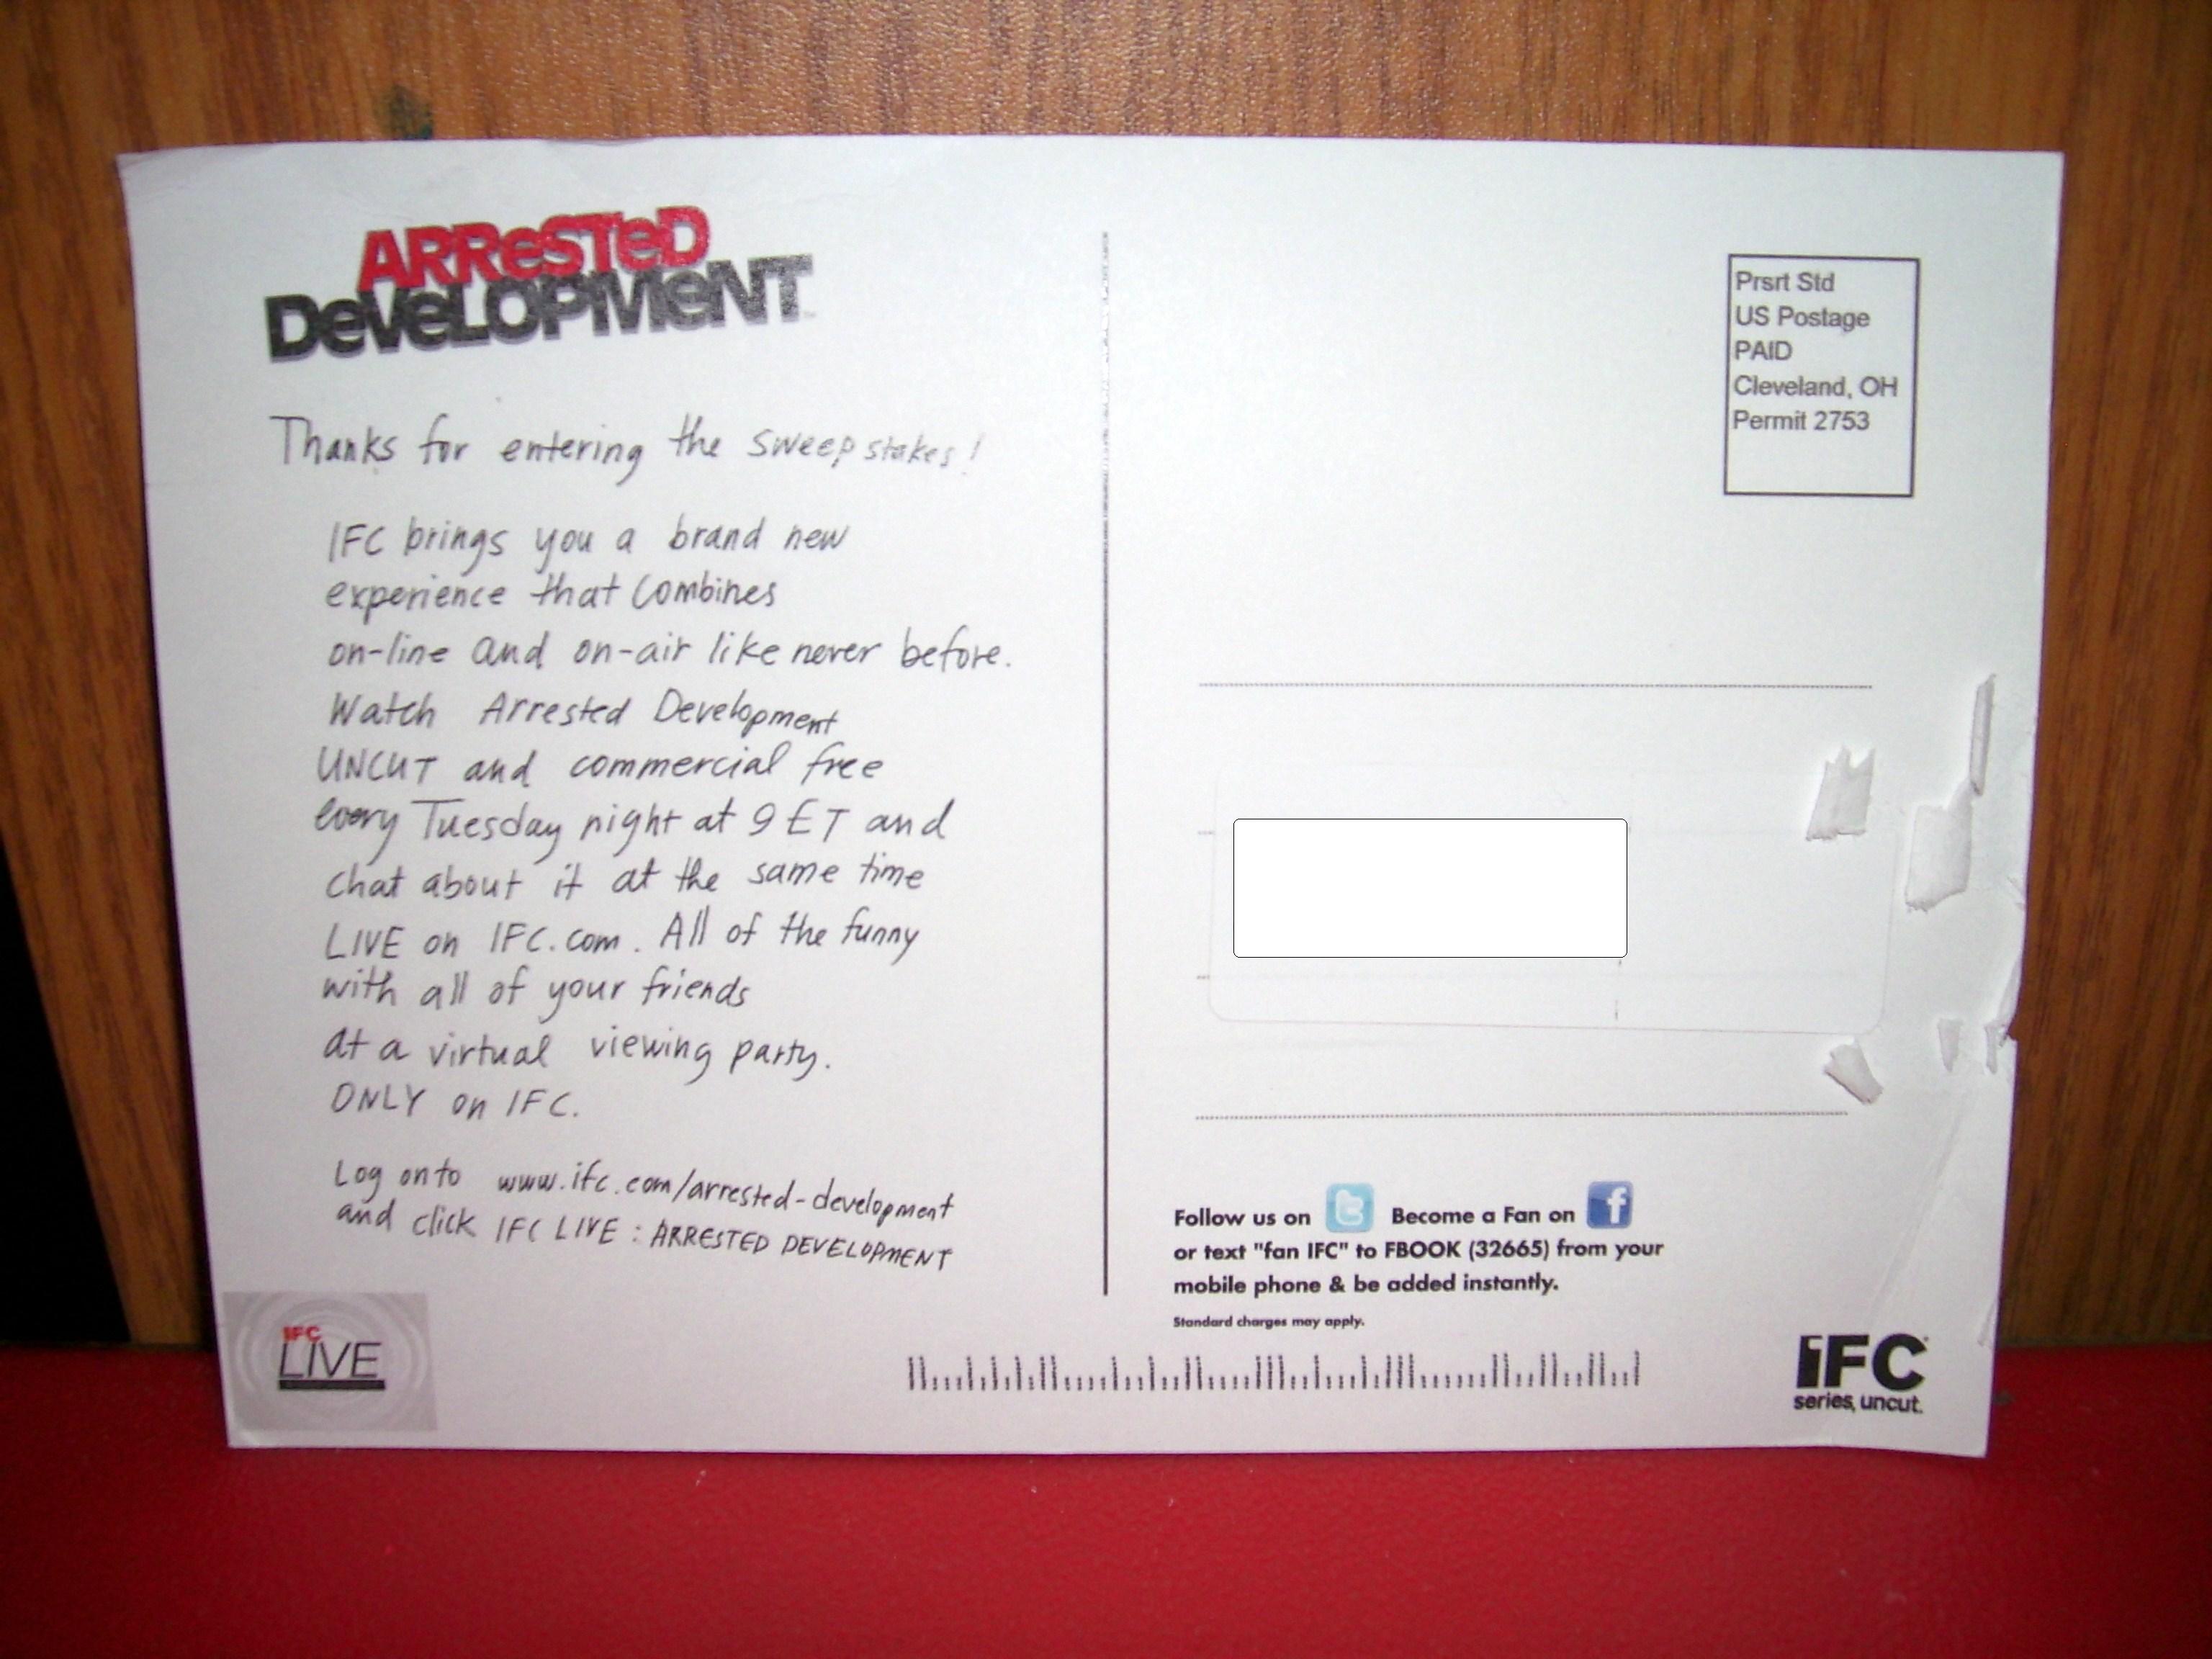 ARReSTeD
DeVeLOPMeNT
Thanks for entering the sweepstakes!
IFC brings you a brand new
experience that combines
on-line and on-air like never before.
Watch Arrested Development
UNCUT and commercial free
every Tuesday night at 9 ET and
chat about it at the same time
LIVE on IFC.com. All of the funny
with all of your friends
at a virtual viewing party.
ONLY on IFC.
Log onto www.ifc.com/arrested-development
and click IFC LIVE: ARRESTED DEVELOPMENT
IFC
LIVE
Prsrt Std
US Postage
PAID
Cleveland, OH
Permit 2753
Follow us on t Become a Fan on f
or text "fan IFC" to FBOOK (32665) from your
mobile phone & be added instantly.
Standard charges may apply.
iFC
series, uncut.